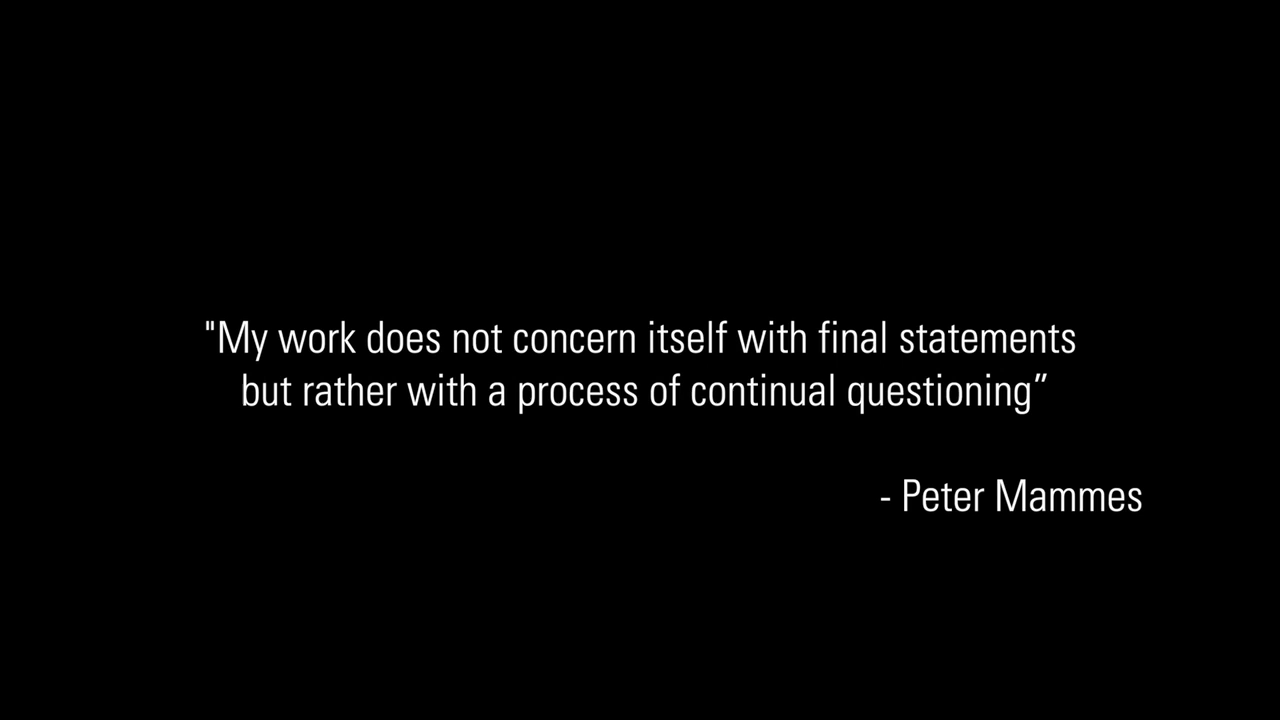 "My work does not concern itself with final statements
but rather with a process of continual questioning”
- Peter Mammes